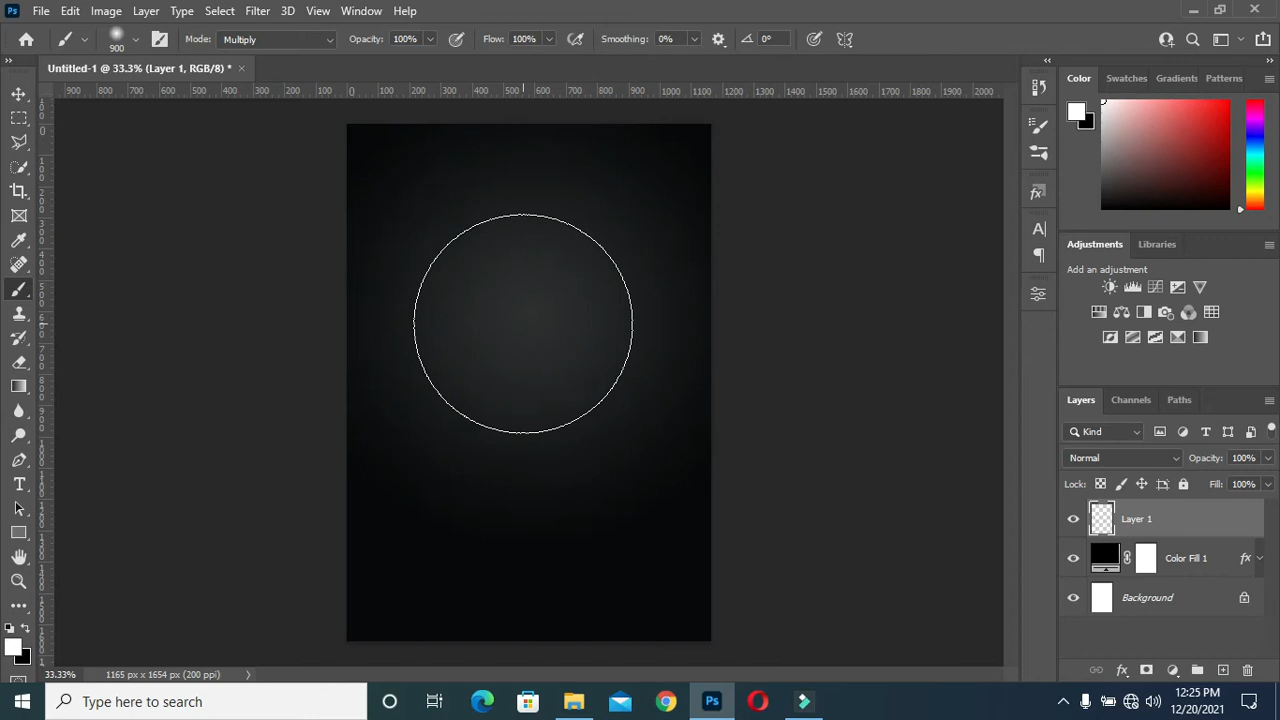 Ps File Edit Image Layer Type Select Filter 3D View Window Help
900 Mode: Multiply Opacity: 100% Flow: 100% Smoothing: 0% 0°
Untitled-1 @ 33.3% (Layer 1, RGB/8) * ×
900 800 700 600 500 400 300 200 100 0 100 200 300 400 500 600 700 800 900 1000 1100 1200 1300 1400 1500 1600 1700 1800 1900 2000
Color Swatches Gradients Patterns
Adjustments Libraries
Add an adjustment
Layers Channels Paths
Kind
Normal Opacity: 100%
Lock: Fill: 100%
Layer 1
Color Fill 1 fx
Background
33.33% 1165 px x 1654 px (200 ppi)
Type here to search
12:25 PM
12/20/2021